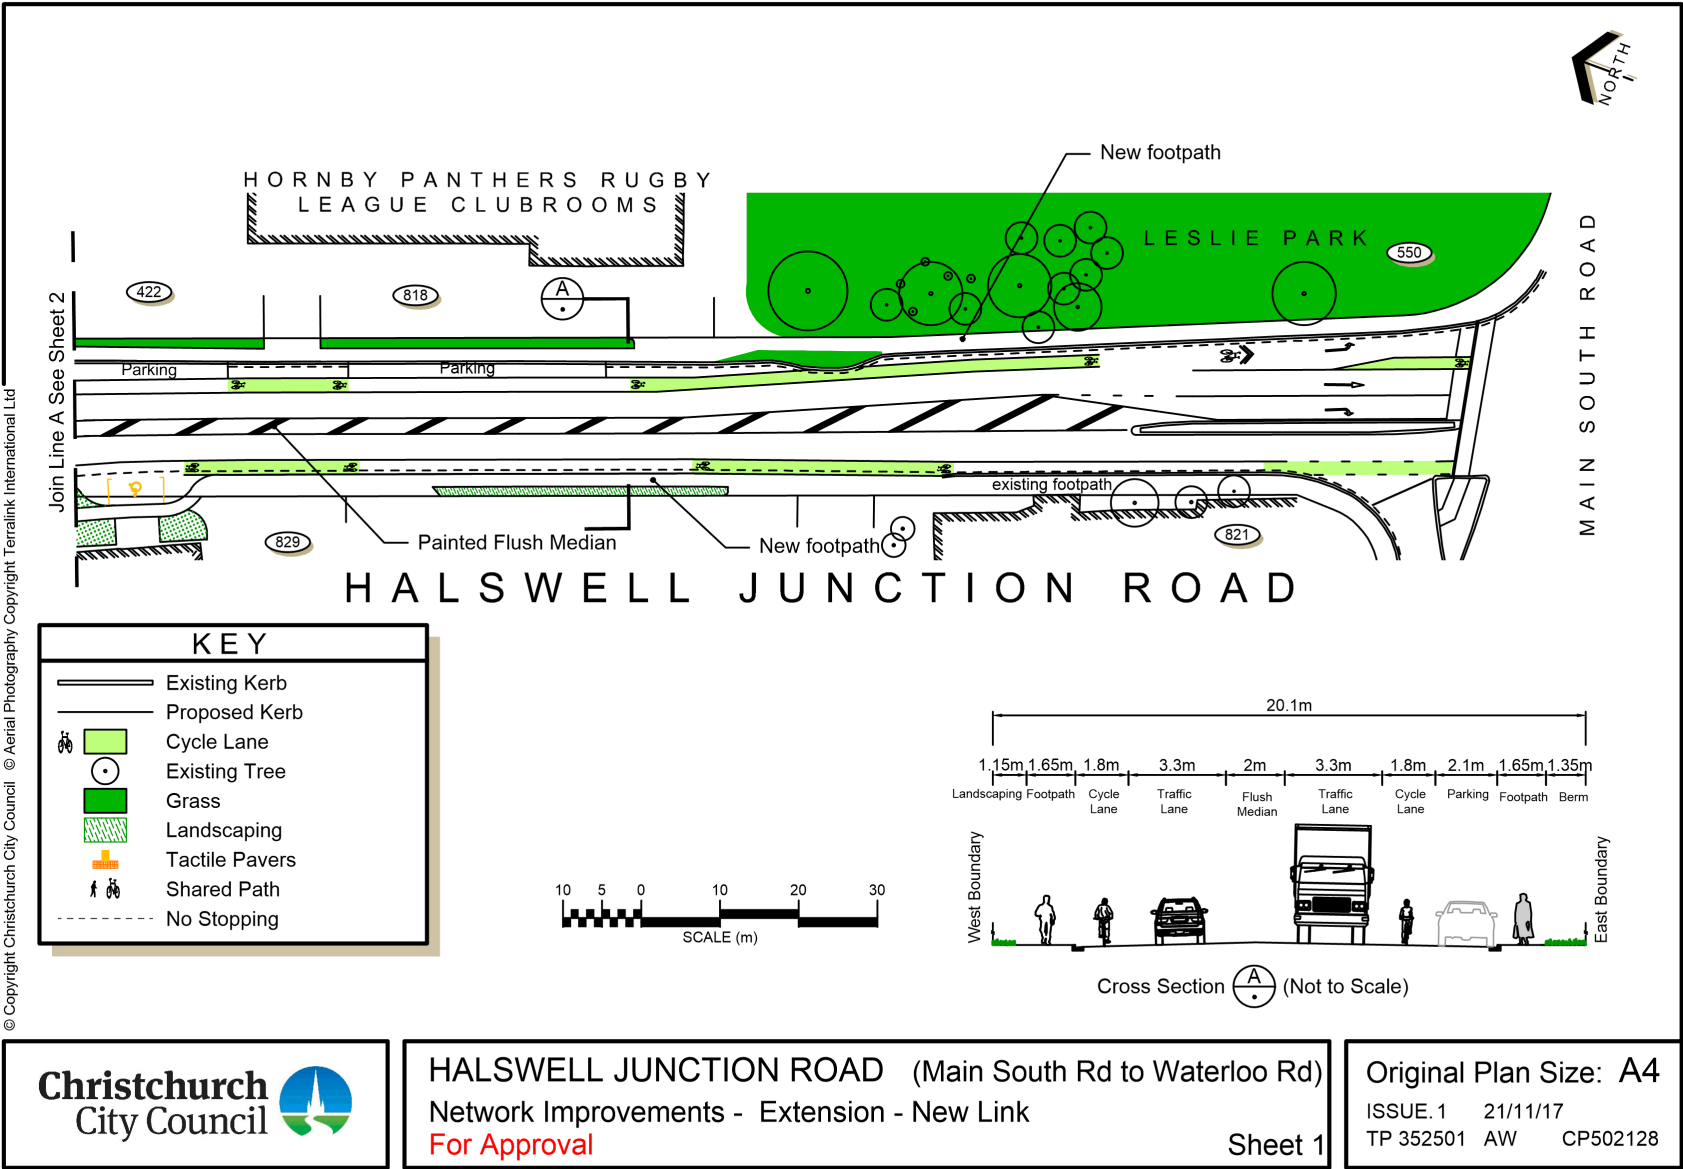 NORTH
New footpath
HORNBY PANTHERS RUGBY
LEAGUE CLUBROOMS
LESLIE PARK
550
MAIN SOUTH ROAD
422
818
A
Join Line A See Sheet 2
Parking
Parking
existing footpath
829
Painted Flush Median
New footpath
821
HALSWELL JUNCTION ROAD
© Copyright Christchurch City Council © Aerial Photography Copyright Terralink International Ltd
KEY
Existing Kerb
Proposed Kerb
Cycle Lane
Existing Tree
Grass
Landscaping
Tactile Pavers
Shared Path
No Stopping
10 5 0 10 20 30
SCALE (m)
20.1m
1.15m 1.65m 1.8m 3.3m 2m 3.3m 1.8m 2.1m 1.65m 1.35m
Landscaping Footpath Cycle Lane Traffic Lane Flush Median Traffic Lane Cycle Lane Parking Footpath Berm
West Boundary
East Boundary
Cross Section A (Not to Scale)
Christchurch
City Council
HALSWELL JUNCTION ROAD (Main South Rd to Waterloo Rd)
Network Improvements - Extension - New Link
For Approval
Sheet 1
Original Plan Size: A4
ISSUE. 1 21/11/17
TP 352501 AW CP502128